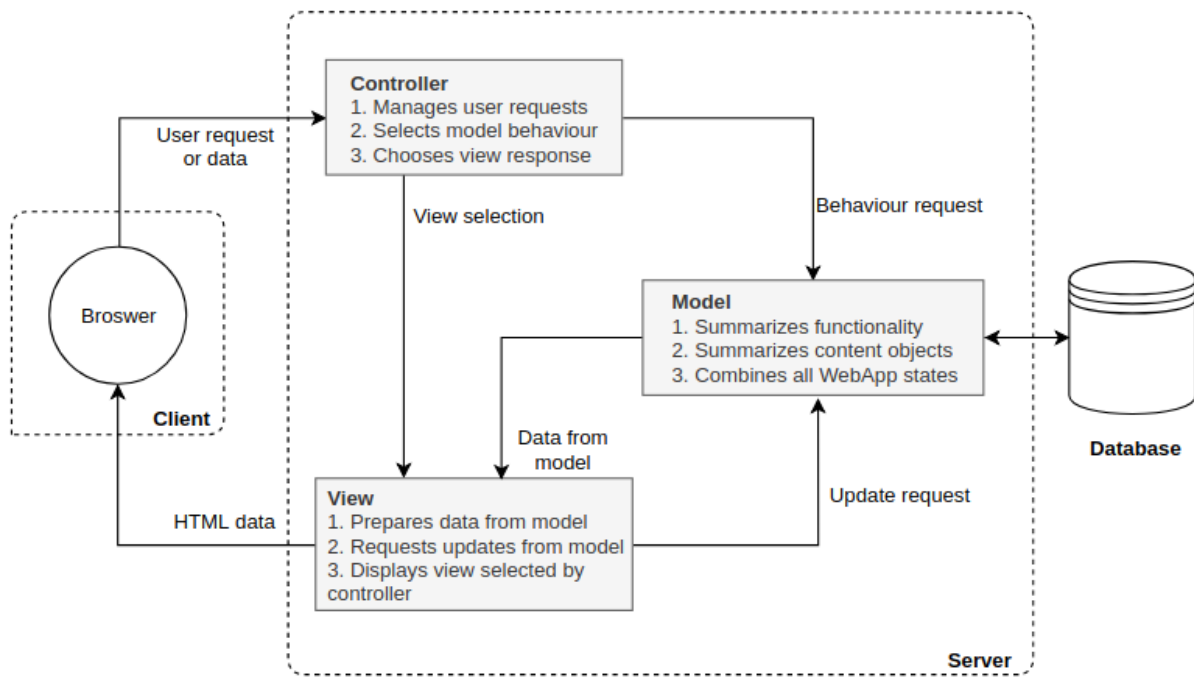 Controller
1. Manages user requests
2. Selects model behaviour
3. Chooses view response
User request
or data
View selection
Behaviour request
Broswer
Client
Model
1. Summarizes functionality
2. Summarizes content objects
3. Combines all WebApp states
Database
Data from
model
Update request
View
1. Prepares data from model
2. Requests updates from model
3. Displays view selected by
controller
HTML data
Server